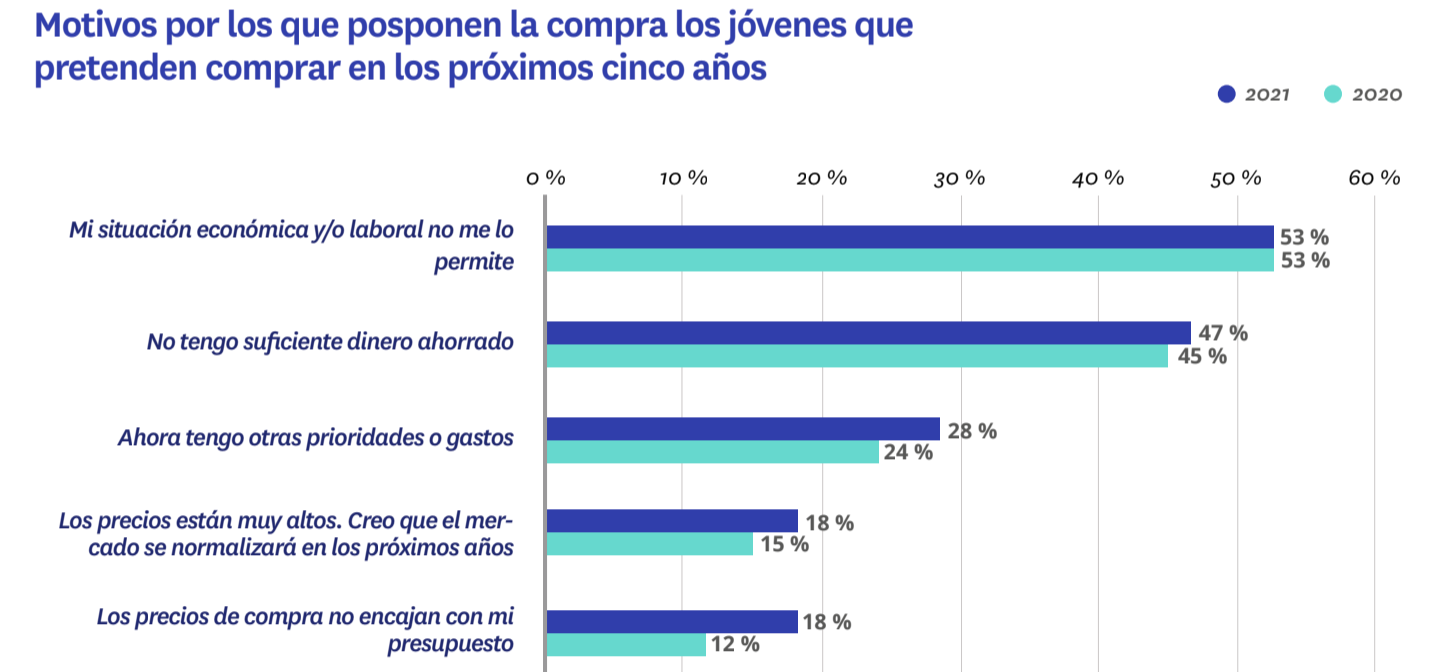 Motivos por los que posponen la compra los jóvenes que
pretenden comprar en los próximos cinco años
2021 2020
0 % 10 % 20 % 30 % 40 % 50 % 60 %
Mi situación económica y/o laboral no me lo
permite
53 %
53 %
No tengo suficiente dinero ahorrado
47 %
45 %
Ahora tengo otras prioridades o gastos
28 %
24 %
Los precios están muy altos. Creo que el mer-
cado se normalizará en los próximos años
18 %
15 %
Los precios de compra no encajan con mi
presupuesto
18 %
12 %